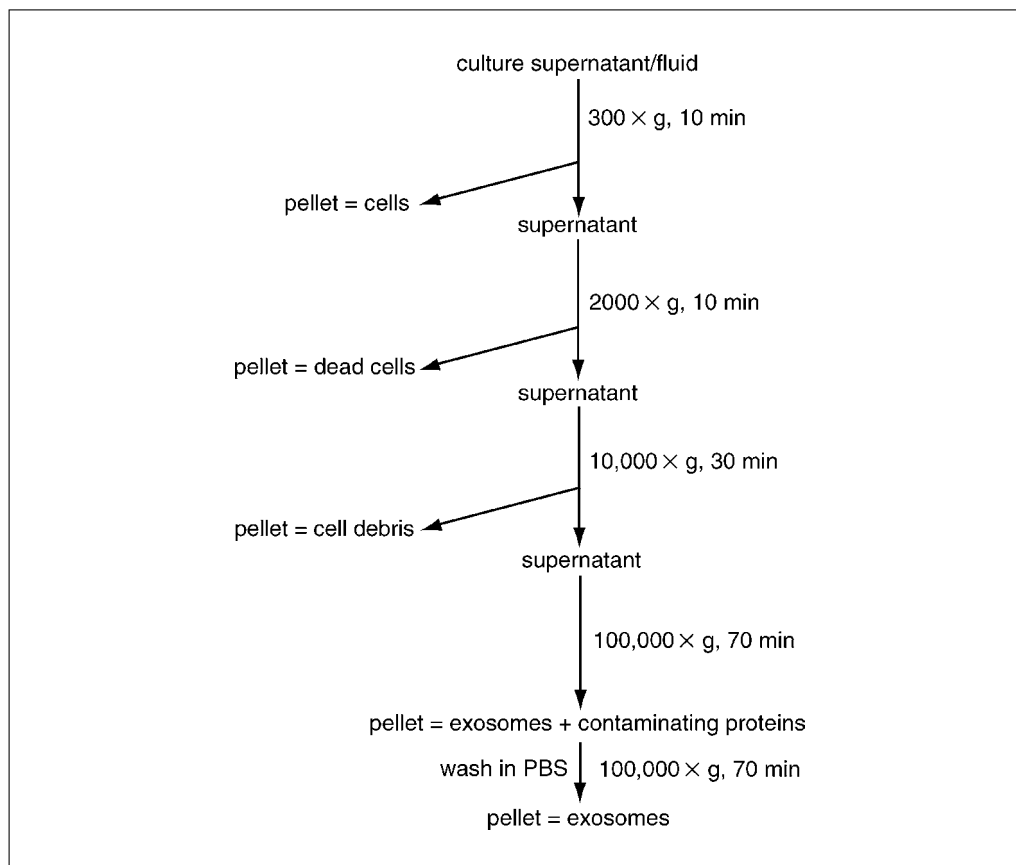 culture supernatant/fluid
300 × g, 10 min
pellet = cells
supernatant
2000 × g, 10 min
pellet = dead cells
supernatant
10,000 × g, 30 min
pellet = cell debris
supernatant
100,000 × g, 70 min
pellet = exosomes + contaminating proteins
wash in PBS 100,000 × g, 70 min
pellet = exosomes